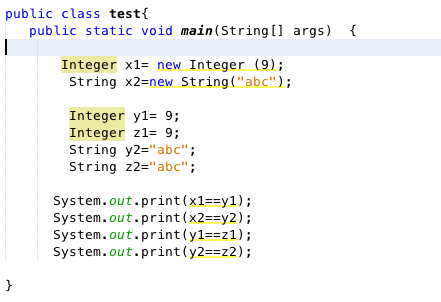 public class test{
public static void main(String[] args)  {
Integer x1= new Integer (9);
String x2=new String("abc");
Integer y1= 9;
Integer z1= 9;
String y2="abc";
String z2="abc";
System.out.print(x1==y1);
System.out.print(x2==y2);
System.out.print(y1==z1);
System.out.print(y2==z2);
}